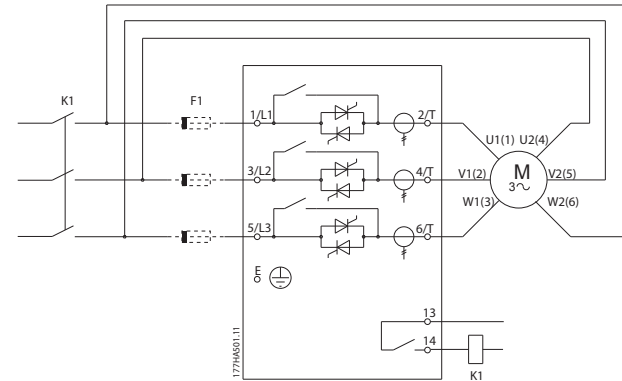 K1
F1
1/L1
2/T
U1(1) U2(4)
3/L2
4/T
V1(2)
M
3~
V2(5)
W1(3)
W2(6)
5/L3
6/T
E
13
14
K1
177HA501.11